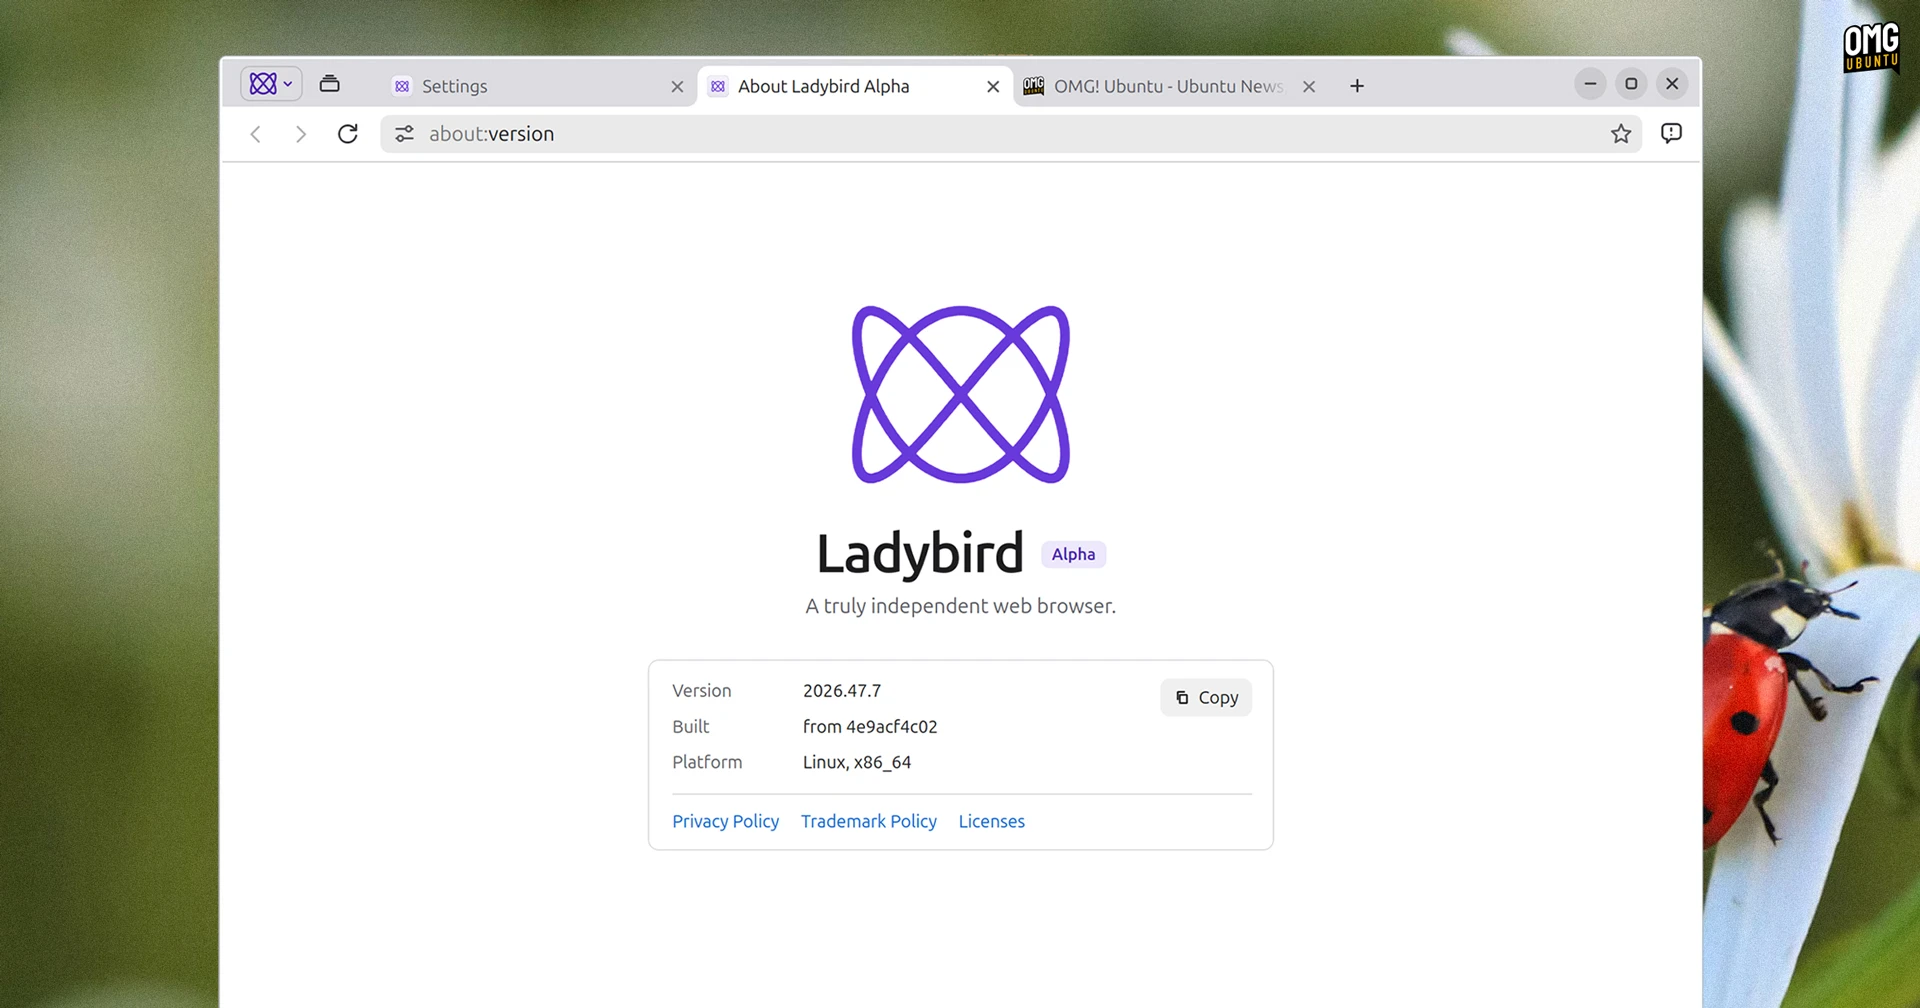 OMG
UBUNTU
Settings
About Ladybird Alpha
OMG! Ubuntu - Ubuntu News
about:version
Ladybird
Alpha
A truly independent web browser.
Version 2026.47.7
Copy
Built from 4e9acf4c02
Platform Linux, x86_64
Privacy Policy Trademark Policy Licenses